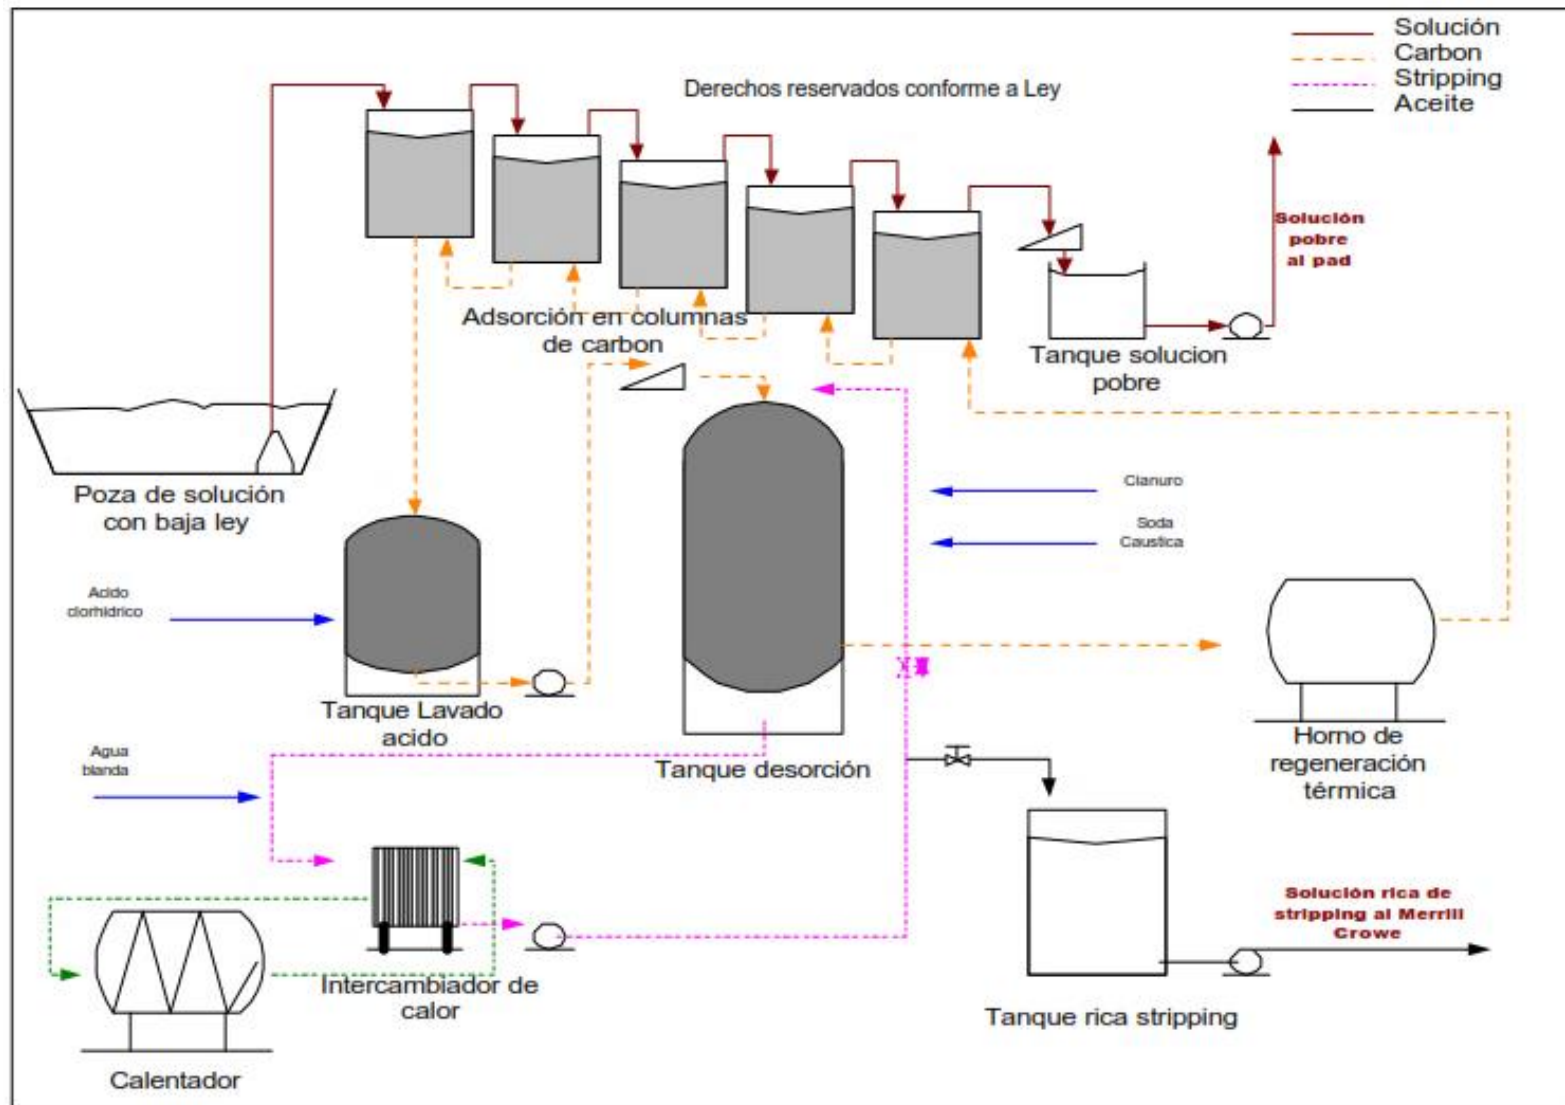 Solución
Carbon
Stripping
Aceite
Derechos reservados conforme a Ley
Solución
pobre
al pad
Adsorción en columnas
de carbon
Tanque solucion
pobre
Poza de solución
con baja ley
Cianuro
Soda
Caustica
Acido
clorhidrico
Tanque Lavado
acido
Agua
blanda
Tanque desorción
Horno de
regeneración
térmica
Solución rica de
stripping al Merrill
Crowe
Intercambiador de
calor
Tanque rica stripping
Calentador